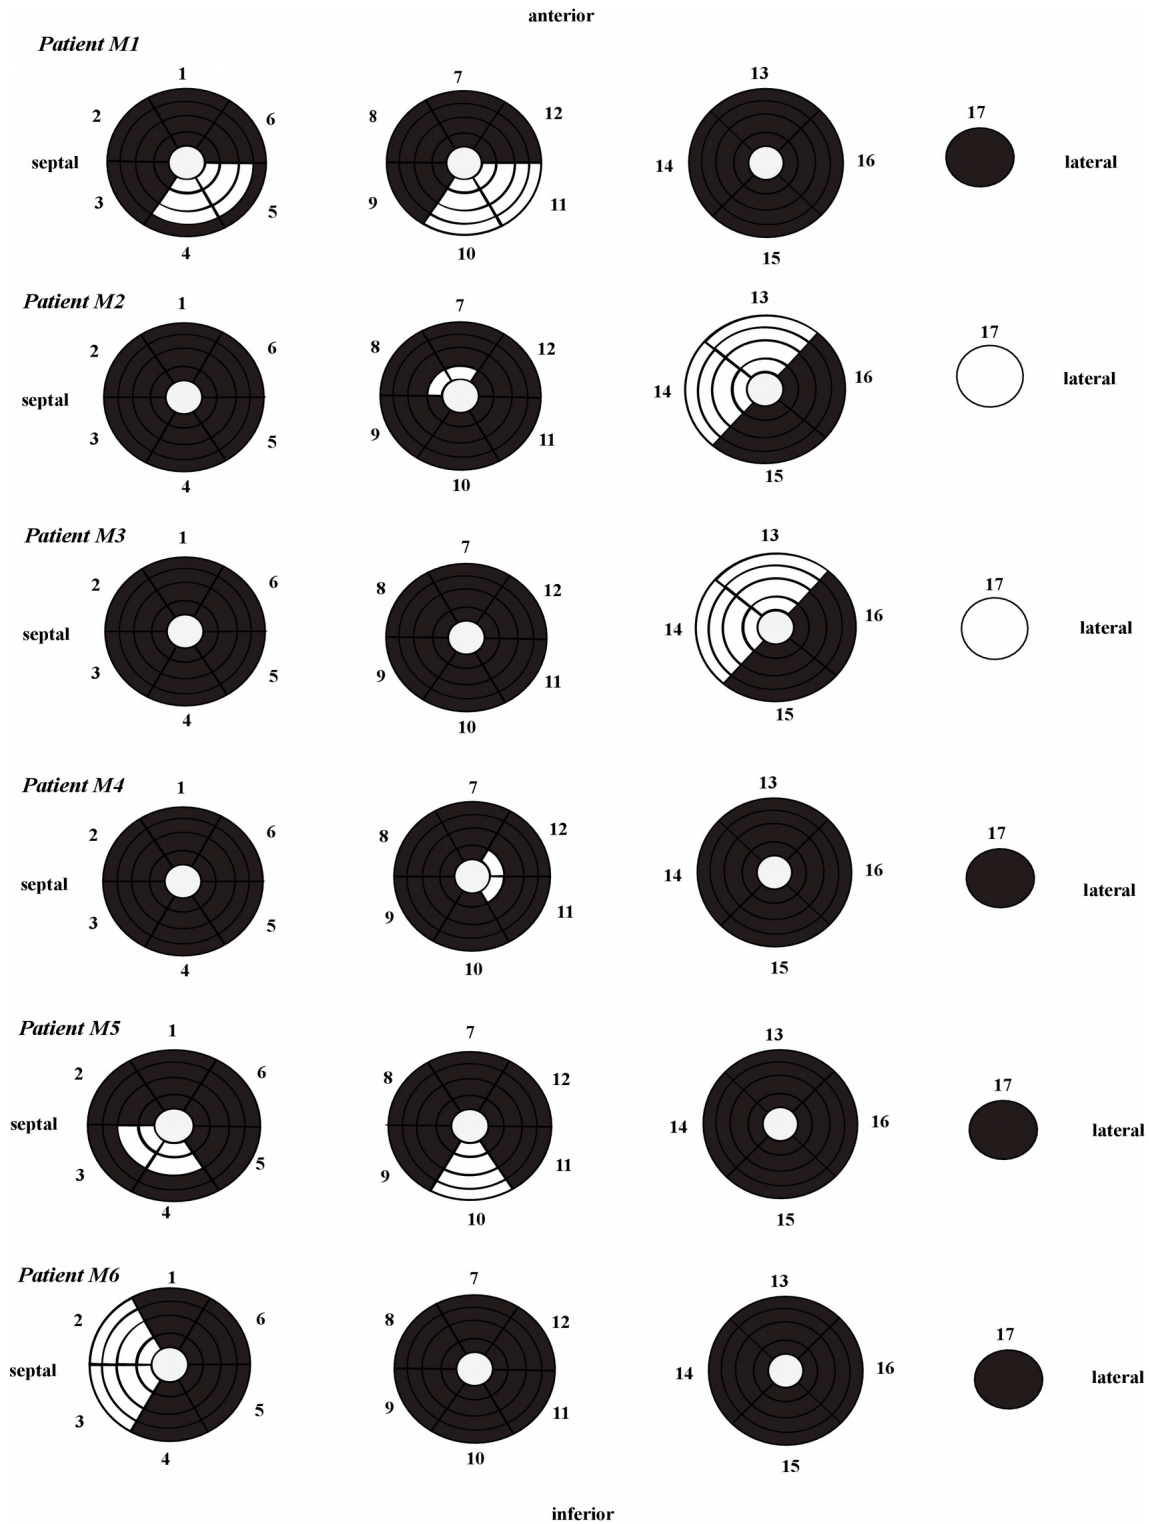 anterior
Patient M1
1 7 13
2 6 8 12 17
septal 14 16 lateral
3 5 9 11
4 10 15
Patient M2
1 7 13
2 6 8 12 17
septal 14 16 lateral
3 5 9 11
4 10 15
Patient M3
1 7 13
2 6 8 12 17
septal 14 16 lateral
3 5 9 11
4 10 15
Patient M4
1 7 13
2 6 8 12 17
septal 14 16 lateral
3 5 9 11
4 10 15
Patient M5
1 7 13
2 6 8 12 17
septal 14 16 lateral
3 5 9 11
4 10 15
Patient M6
1 7 13
2 6 8 12 17
septal 14 16 lateral
3 5 9 11
4 10 15
inferior